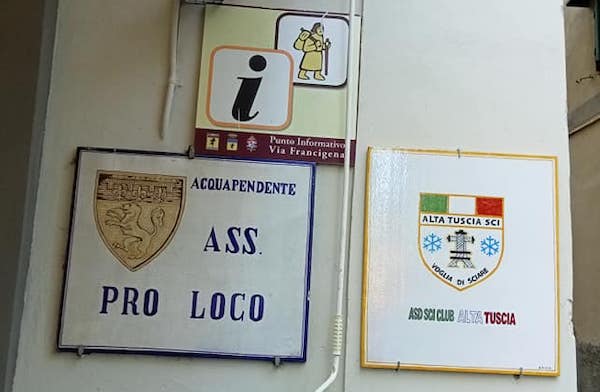 i
Punto Informativo
Via Francigena
ACQUAPENDENTE
ASS.
PRO LOCO
ALTA TUSCIA SCI
VOGLIA DI SCIARE
ASD SCI CLUB ALTA TUSCIA